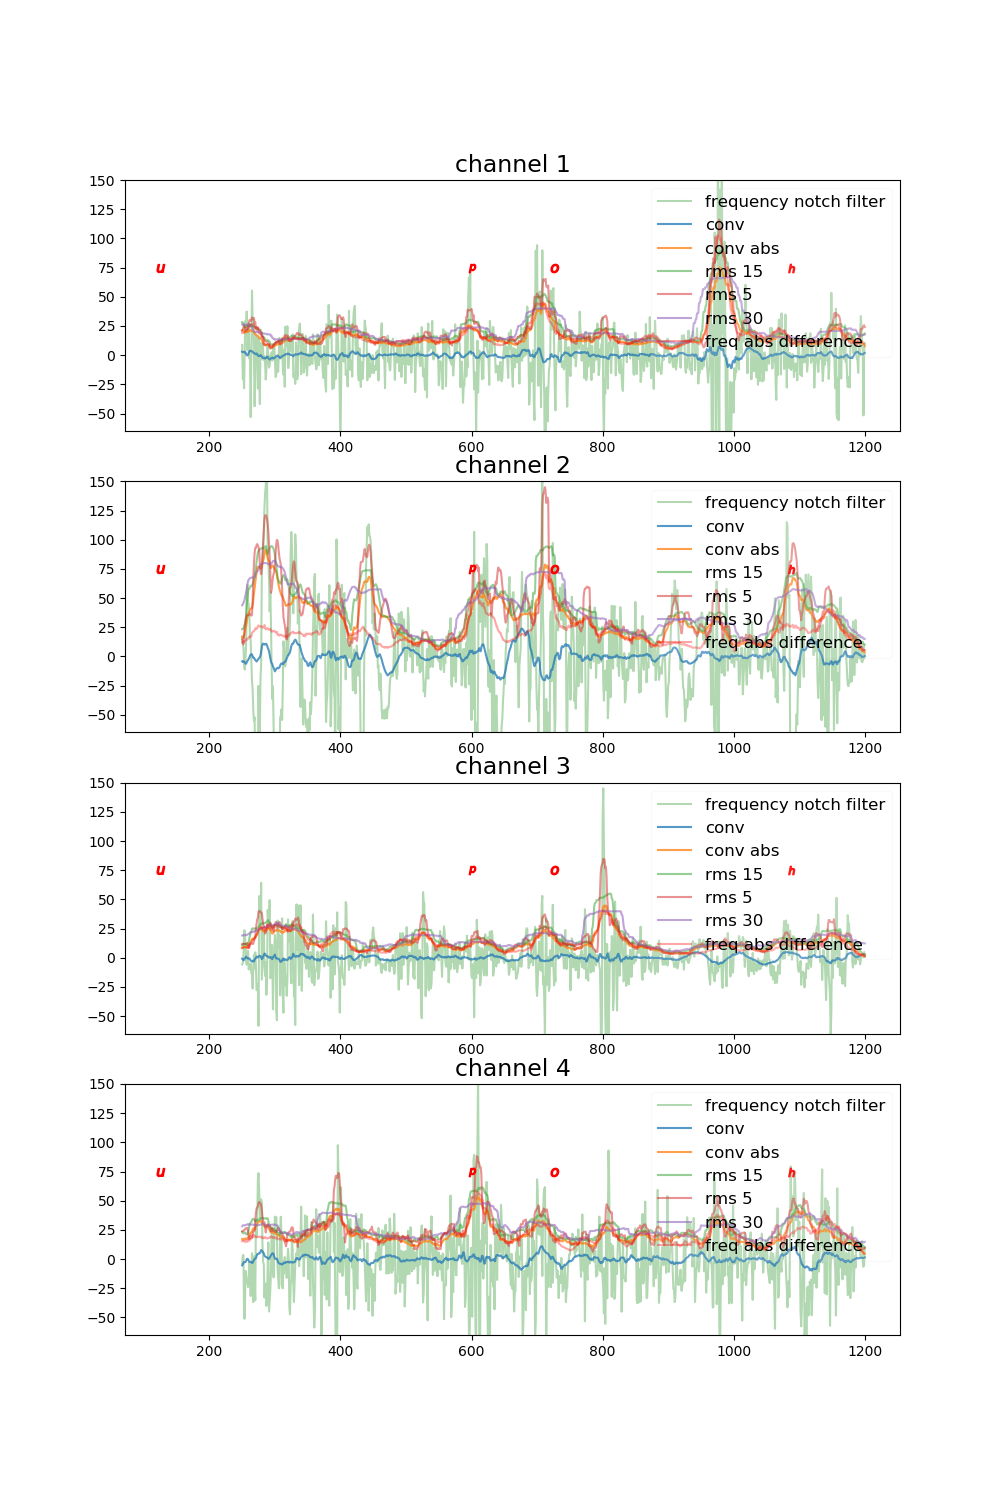 channel 1
150
125
100
75
50
25
0
−25
−50
u
p
o
h
frequency notch filter
conv
conv abs
rms 15
rms 5
rms 30
freq abs difference
200 400 600 800 1000 1200
channel 2
150
125
100
75
50
25
0
−25
−50
u
p
o
h
frequency notch filter
conv
conv abs
rms 15
rms 5
rms 30
freq abs difference
200 400 600 800 1000 1200
channel 3
150
125
100
75
50
25
0
−25
−50
u
p
o
h
frequency notch filter
conv
conv abs
rms 15
rms 5
rms 30
freq abs difference
200 400 600 800 1000 1200
channel 4
150
125
100
75
50
25
0
−25
−50
u
p
o
h
frequency notch filter
conv
conv abs
rms 15
rms 5
rms 30
freq abs difference
200 400 600 800 1000 1200